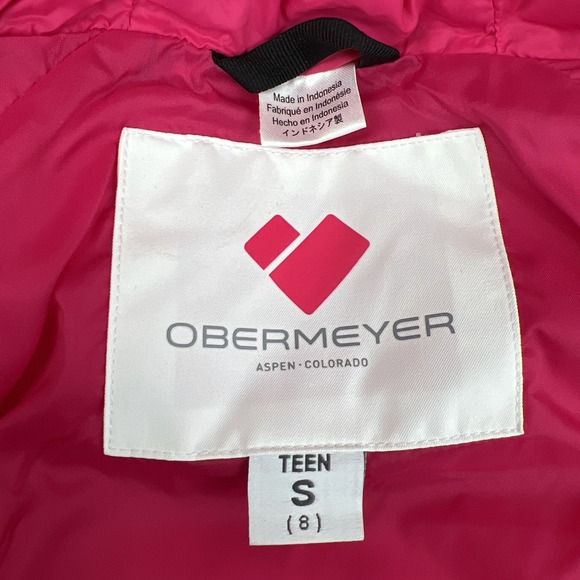 Made in Indonesia
Fabriqué en Indonésie
Hecho en Indonesia
インドネシア製
OBERMEYER
ASPEN · COLORADO
TEEN
S
(8)